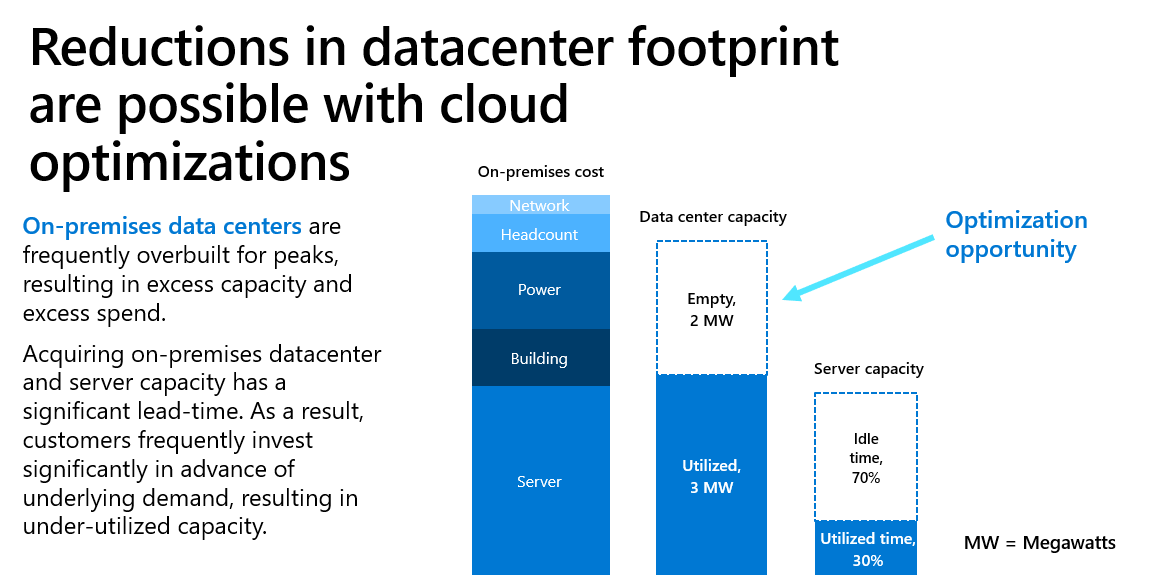 Reductions in datacenter footprint
are possible with cloud
optimizations
On-premises data centers are
frequently overbuilt for peaks,
resulting in excess capacity and
excess spend.
Acquiring on-premises datacenter
and server capacity has a
significant lead-time. As a result,
customers frequently invest
significantly in advance of
underlying demand, resulting in
under-utilized capacity.
On-premises cost
Network
Headcount
Power
Building
Server
Data center capacity
Empty,
2 MW
Utilized,
3 MW
Optimization
opportunity
Server capacity
Idle
time,
70%
Utilized time,
30%
MW = Megawatts